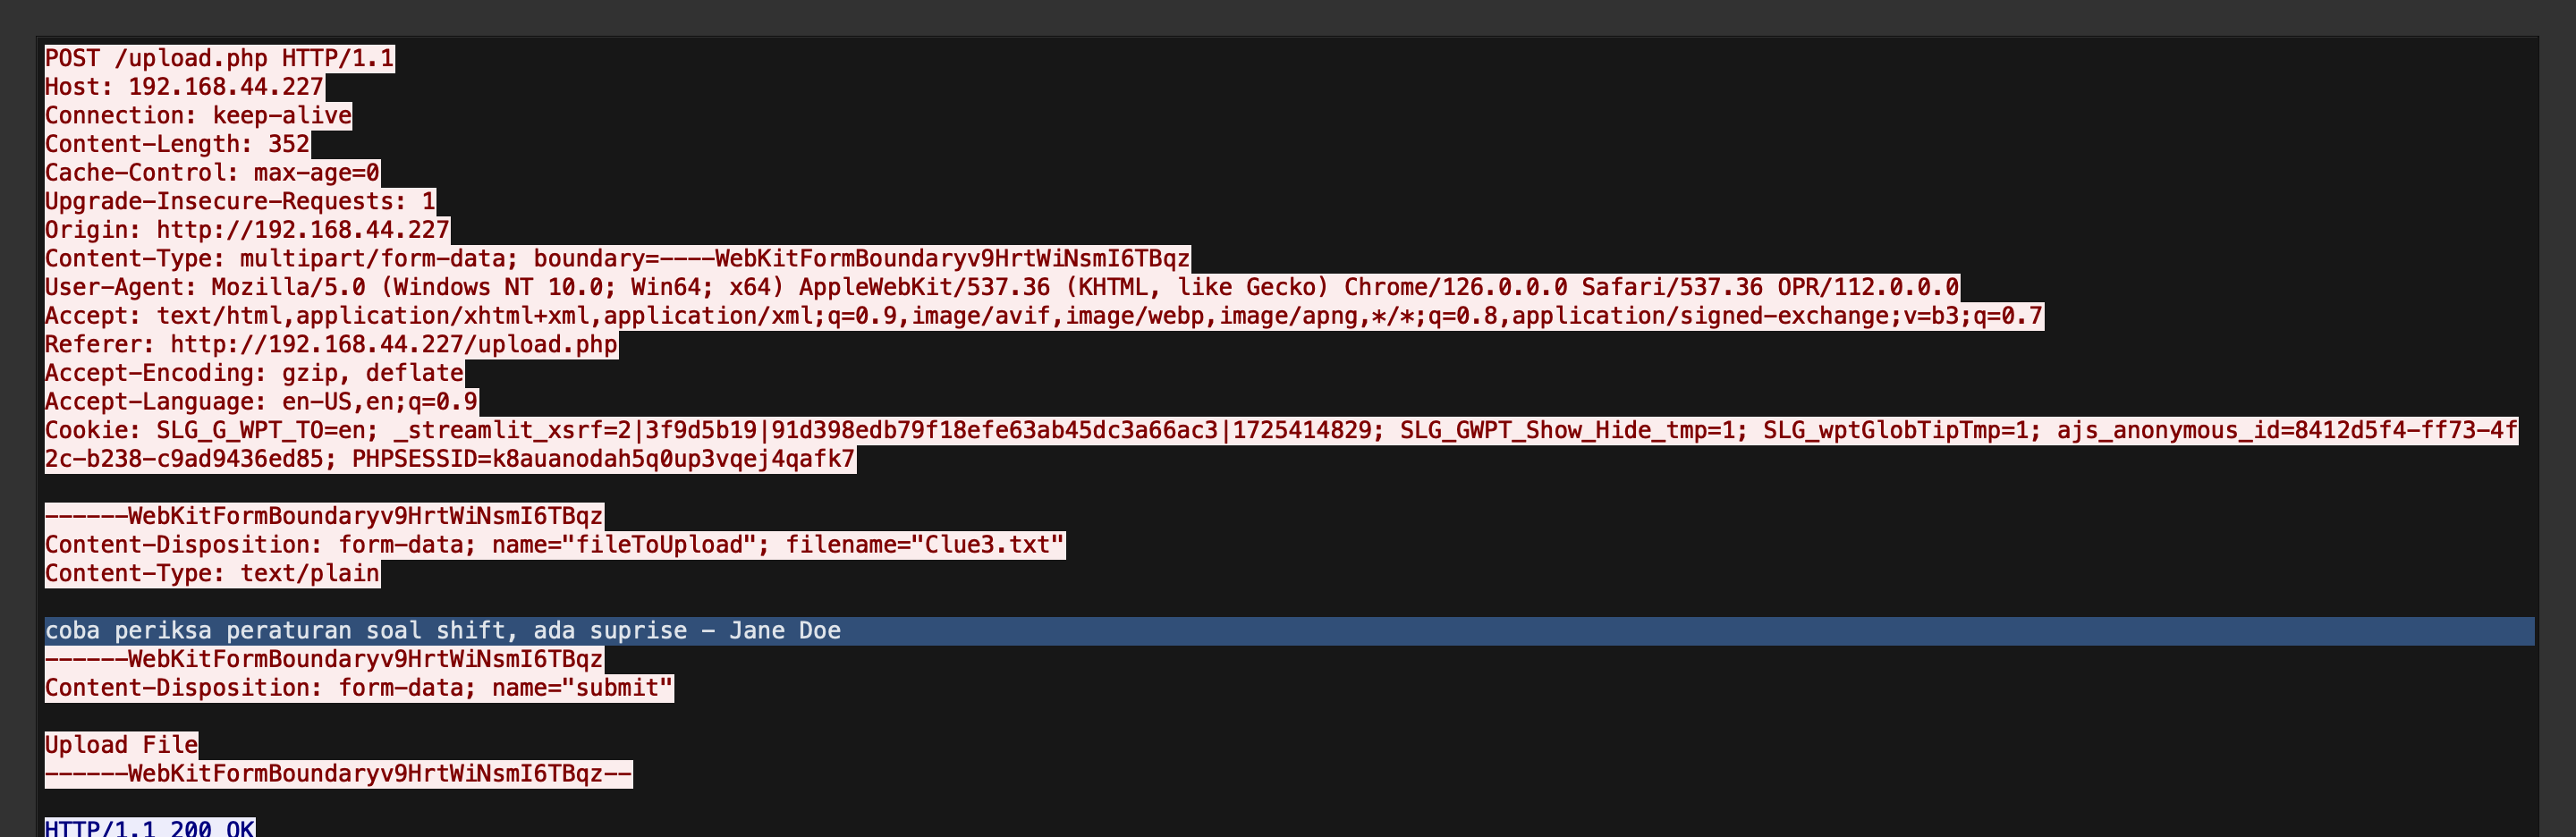 POST /upload.php HTTP/1.1
Host: 192.168.44.227
Connection: keep-alive
Content-Length: 352
Cache-Control: max-age=0
Upgrade-Insecure-Requests: 1
Origin: http://192.168.44.227
Content-Type: multipart/form-data; boundary=----WebKitFormBoundaryv9HrtWiNsmI6TBqz
User-Agent: Mozilla/5.0 (Windows NT 10.0; Win64; x64) AppleWebKit/537.36 (KHTML, like Gecko) Chrome/126.0.0.0 Safari/537.36 OPR/112.0.0.0
Accept: text/html,application/xhtml+xml,application/xml;q=0.9,image/avif,image/webp,image/apng,*/*;q=0.8,application/signed-exchange;v=b3;q=0.7
Referer: http://192.168.44.227/upload.php
Accept-Encoding: gzip, deflate
Accept-Language: en-US,en;q=0.9
Cookie: SLG_G_WPT_TO=en; _streamlit_xsrf=2|3f9d5b19|91d398edb79f18efe63ab45dc3a66ac3|1725414829; SLG_GWPT_Show_Hide_tmp=1; SLG_wptGlobTipTmp=1; ajs_anonymous_id=8412d5f4-ff73-4f
2c-b238-c9ad9436ed85; PHPSESSID=k8auanodah5q0up3vqej4qafk7
------WebKitFormBoundaryv9HrtWiNsmI6TBqz
Content-Disposition: form-data; name="fileToUpload"; filename="Clue3.txt"
Content-Type: text/plain
coba periksa peraturan soal shift, ada suprise - Jane Doe
------WebKitFormBoundaryv9HrtWiNsmI6TBqz
Content-Disposition: form-data; name="submit"
Upload File
------WebKitFormBoundaryv9HrtWiNsmI6TBqz--
HTTP/1.1 200 OK